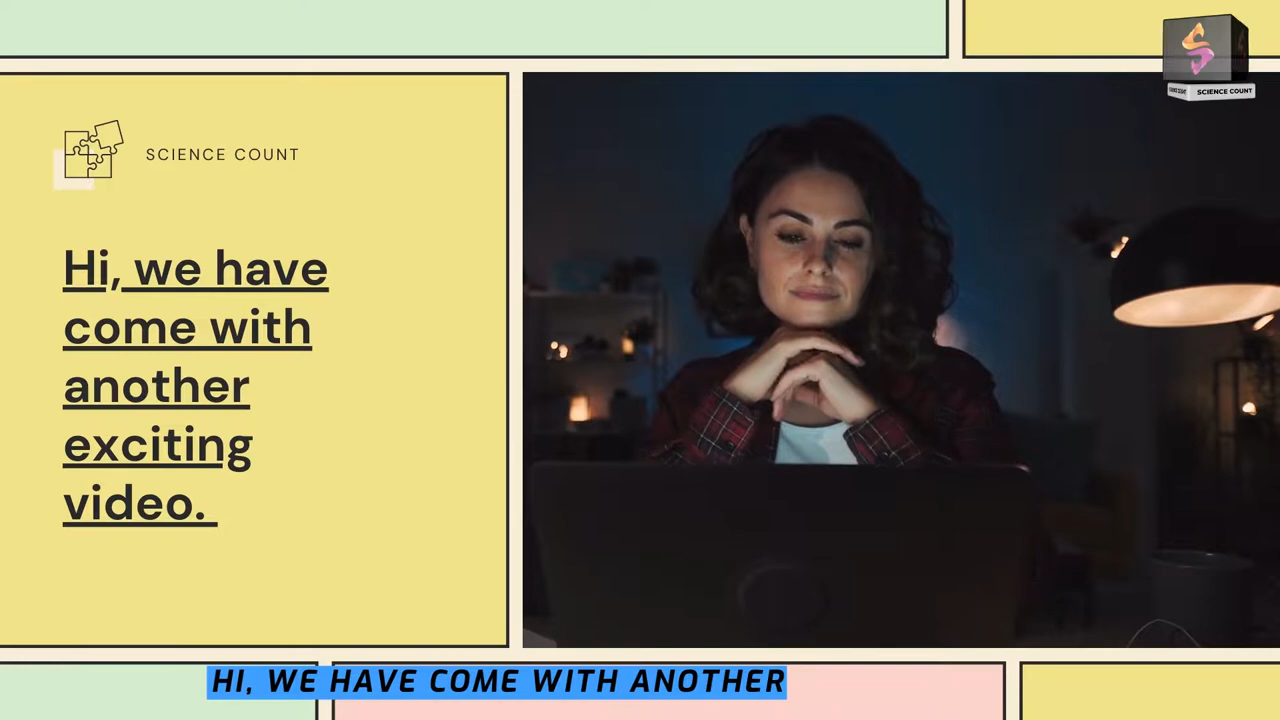 SCIENCE COUNT
SCIENCE COUNT
Hi, we have
come with
another
exciting
video.
HI, WE HAVE COME WITH ANOTHER